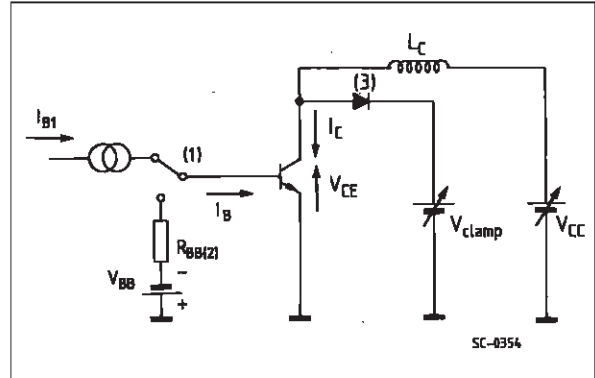 L_C
(3)
I_B1
(1)
I_C
V_CE
I_B
R_BB(2)
V_BB
−
+
V_clamp
V_CC
SC-0354